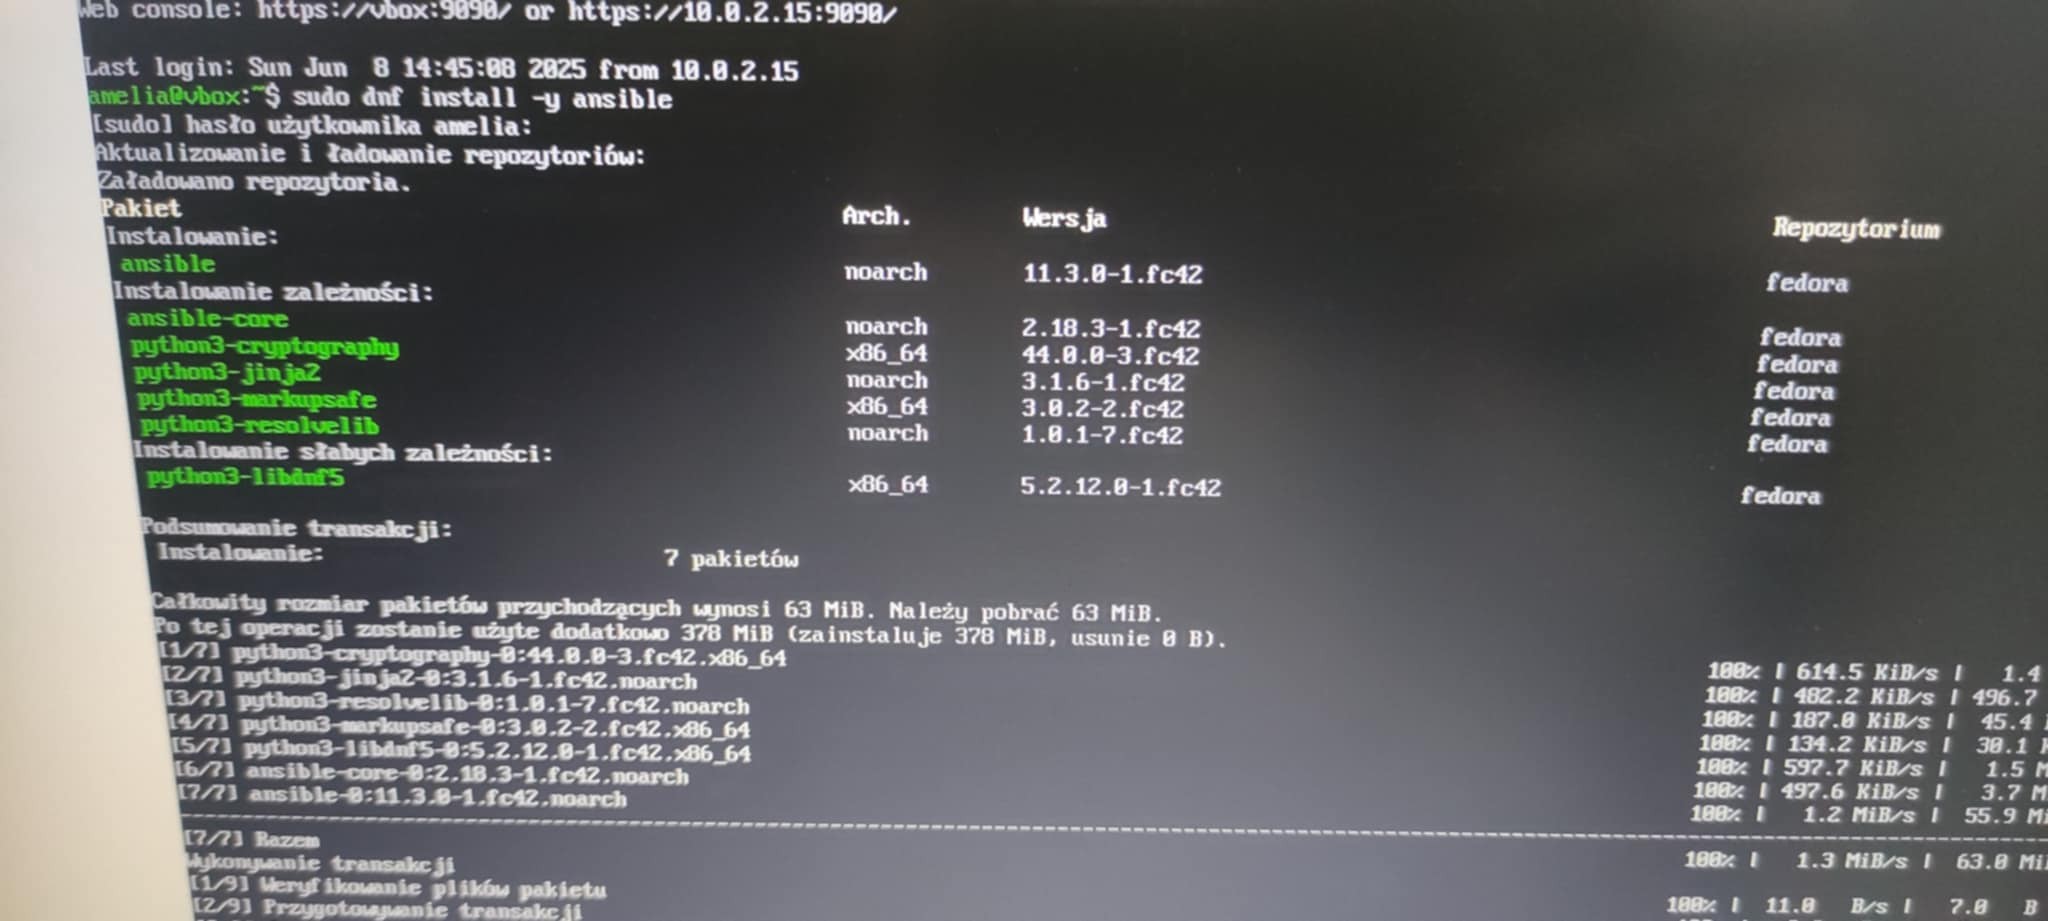 Web console: https://vbox:9090/ or https://10.0.2.15:9090/
Last login: Sun Jun  8 14:45:08 2025 from 10.0.2.15
amelia@vbox:~$ sudo dnf install -y ansible
[sudo] hasło użytkownika amelia:
Aktualizowanie i ładowanie repozytoriów:
Załadowano repozytoria.
Pakiet Arch. Wersja Repozytorium
Instalowanie:
ansible noarch 11.3.0-1.fc42 fedora
Instalowanie zależności:
ansible-core noarch 2.18.3-1.fc42 fedora
python3-cryptography x86_64 44.0.0-3.fc42 fedora
python3-jinja2 noarch 3.1.6-1.fc42 fedora
python3-markupsafe x86_64 3.0.2-2.fc42 fedora
python3-resolvelib noarch 1.0.1-7.fc42 fedora
Instalowanie słabych zależności:
python3-libdnf5 x86_64 5.2.12.0-1.fc42 fedora
Podsumowanie transakcji:
Instalowanie: 7 pakietów
Całkowity rozmiar pakietów przychodzących wynosi 63 MiB. Należy pobrać 63 MiB.
Po tej operacji zostanie użyte dodatkowo 378 MiB (zainstaluje 378 MiB, usunie 0 B).
[1/7] python3-cryptography-0:44.0.0-3.fc42.x86_64 100% | 614.5 KiB/s | 1.4
[2/7] python3-jinja2-0:3.1.6-1.fc42.noarch 100% | 482.2 KiB/s | 496.7
[3/7] python3-resolvelib-0:1.0.1-7.fc42.noarch 100% | 187.0 KiB/s | 45.4
[4/7] python3-markupsafe-0:3.0.2-2.fc42.x86_64 100% | 134.2 KiB/s | 30.1 K
[5/7] python3-libdnf5-0:5.2.12.0-1.fc42.x86_64 100% | 597.7 KiB/s | 1.5 M
[6/7] ansible-core-0:2.18.3-1.fc42.noarch 100% | 497.6 KiB/s | 3.7 M
[7/7] ansible-0:11.3.0-1.fc42.noarch 100% | 1.2 MiB/s | 55.9 Mi
[7/7] Razem 100% | 1.3 MiB/s | 63.0 Mi
Wykonywanie transakcji
[1/9] Weryfikowanie plików pakietu 100% | 11.0 B/s | 7.0 B
[2/9] Przygotowywanie transakcji